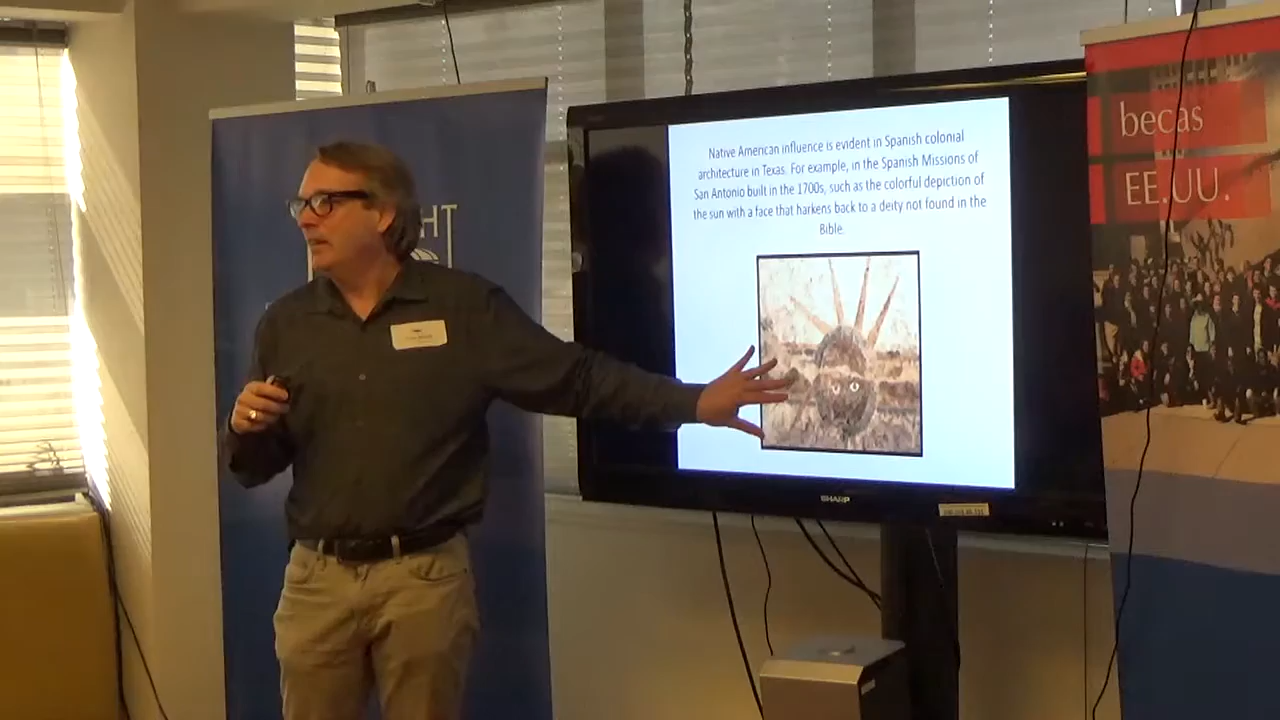 Native American influence is evident in Spanish colonial
architecture in Texas. For example, in the Spanish Missions of
San Antonio built in the 1700s, such as the colorful depiction of
the sun with a face that harkens back to a deity not found in the
Bible.
SHARP
becas
EE.UU.